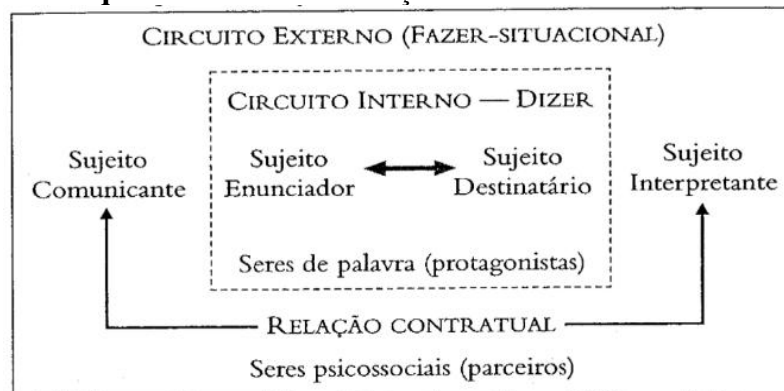 CIRCUITO EXTERNO (FAZER-SITUACIONAL)
CIRCUITO INTERNO — DIZER
Sujeito Comunicante
Sujeito Enunciador
Sujeito Destinatário
Sujeito Interpretante
Seres de palavra (protagonistas)
RELAÇÃO CONTRATUAL
Seres psicossociais (parceiros)